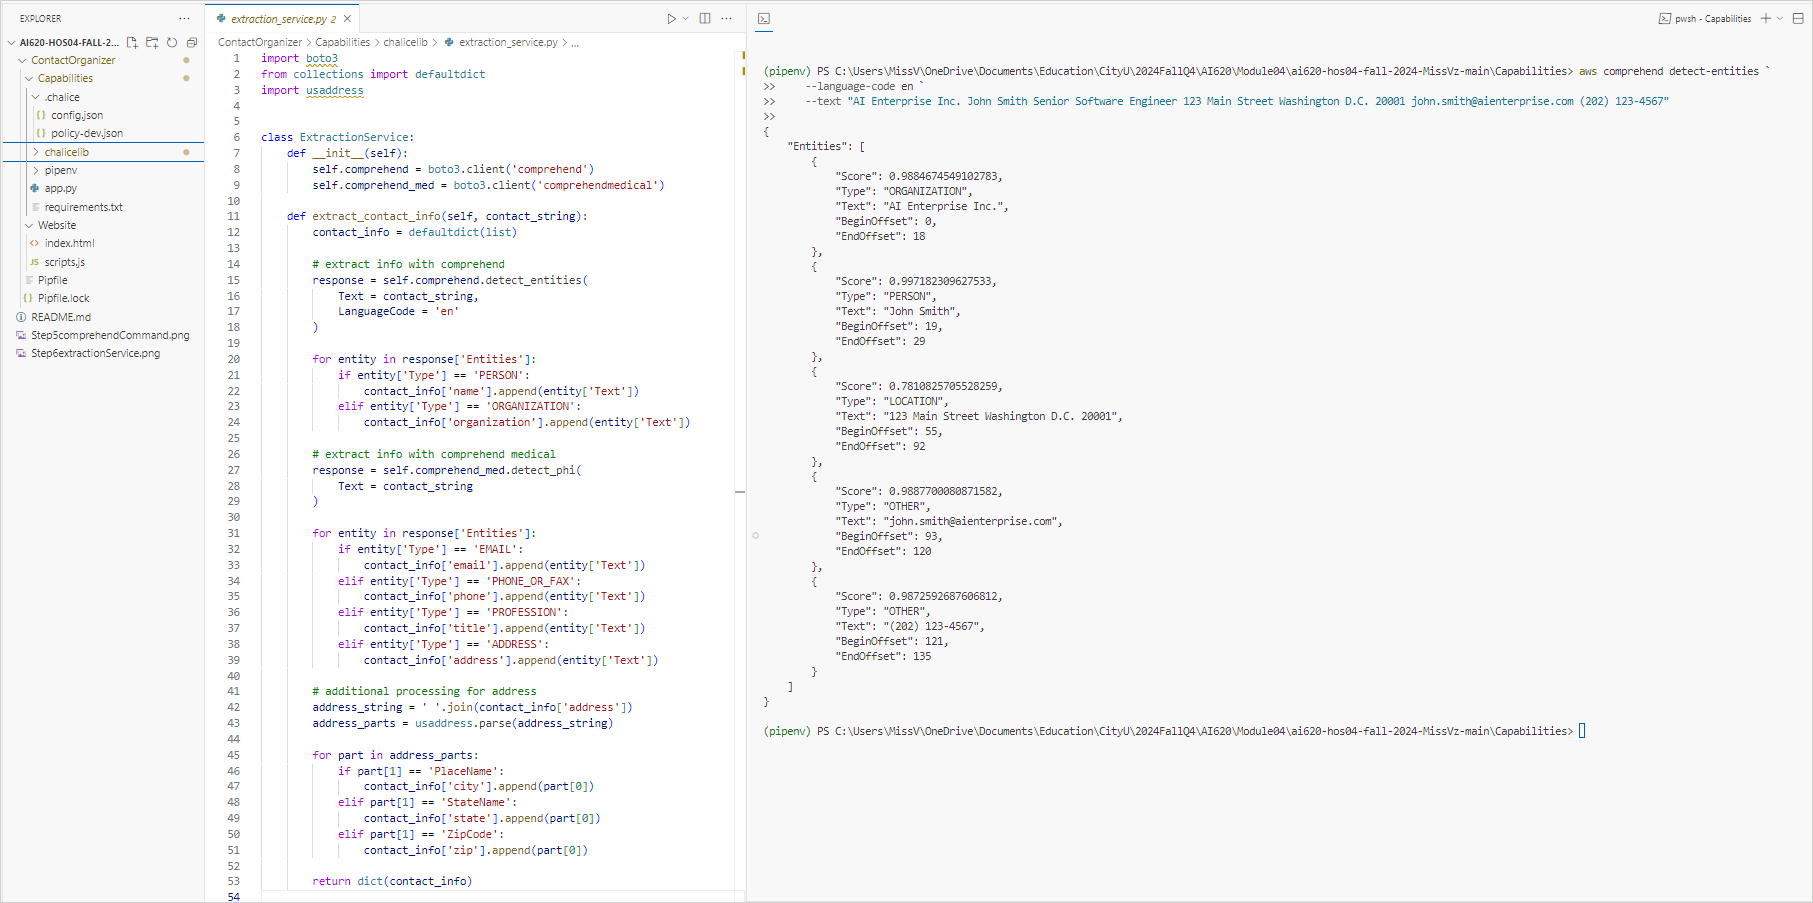 EXPLORER
AI620-HOS04-FALL-2...
ContactOrganizer
Capabilities
.chalice
{} config.json
{} policy-dev.json
chalicelib
pipenv
app.py
requirements.txt
Website
<> index.html
JS scripts.js
Pipfile
{} Pipfile.lock
README.md
Step5comprehendCommand.png
Step6extractionService.png
extraction_service.py 2
ContactOrganizer > Capabilities > chalicelib > extraction_service.py > ...
1 import boto3
2 from collections import defaultdict
3 import usaddress
4
5
6 class ExtractionService:
7     def __init__(self):
8         self.comprehend = boto3.client('comprehend')
9         self.comprehend_med = boto3.client('comprehendmedical')
10
11     def extract_contact_info(self, contact_string):
12         contact_info = defaultdict(list)
13
14         # extract info with comprehend
15         response = self.comprehend.detect_entities(
16             Text = contact_string,
17             LanguageCode = 'en'
18         )
19
20         for entity in response['Entities']:
21             if entity['Type'] == 'PERSON':
22                 contact_info['name'].append(entity['Text'])
23             elif entity['Type'] == 'ORGANIZATION':
24                 contact_info['organization'].append(entity['Text'])
25
26         # extract info with comprehend medical
27         response = self.comprehend_med.detect_phi(
28             Text = contact_string
29         )
30
31         for entity in response['Entities']:
32             if entity['Type'] == 'EMAIL':
33                 contact_info['email'].append(entity['Text'])
34             elif entity['Type'] == 'PHONE_OR_FAX':
35                 contact_info['phone'].append(entity['Text'])
36             elif entity['Type'] == 'PROFESSION':
37                 contact_info['title'].append(entity['Text'])
38             elif entity['Type'] == 'ADDRESS':
39                 contact_info['address'].append(entity['Text'])
40
41         # additional processing for address
42         address_string = ' '.join(contact_info['address'])
43         address_parts = usaddress.parse(address_string)
44
45         for part in address_parts:
46             if part[1] == 'PlaceName':
47                 contact_info['city'].append(part[0])
48             elif part[1] == 'StateName':
49                 contact_info['state'].append(part[0])
50             elif part[1] == 'ZipCode':
51                 contact_info['zip'].append(part[0])
52
53         return dict(contact_info)
54
pwsh - Capabilities
(pipenv) PS C:\Users\MissV\OneDrive\Documents\Education\CityU\2024FallQ4\AI620\Module04\ai620-hos04-fall-2024-MissVz-main\Capabilities> aws comprehend detect-entities `
>>     --language-code en `
>>     --text "AI Enterprise Inc. John Smith Senior Software Engineer 123 Main Street Washington D.C. 20001 john.smith@aienterprise.com (202) 123-4567"
>>
{
    "Entities": [
        {
            "Score": 0.9884674549102783,
            "Type": "ORGANIZATION",
            "Text": "AI Enterprise Inc.",
            "BeginOffset": 0,
            "EndOffset": 18
        },
        {
            "Score": 0.997182309627533,
            "Type": "PERSON",
            "Text": "John Smith",
            "BeginOffset": 19,
            "EndOffset": 29
        },
        {
            "Score": 0.7810825705528259,
            "Type": "LOCATION",
            "Text": "123 Main Street Washington D.C. 20001",
            "BeginOffset": 55,
            "EndOffset": 92
        },
        {
            "Score": 0.9887700080871582,
            "Type": "OTHER",
            "Text": "john.smith@aienterprise.com",
            "BeginOffset": 93,
            "EndOffset": 120
        },
        {
            "Score": 0.9872592687606812,
            "Type": "OTHER",
            "Text": "(202) 123-4567",
            "BeginOffset": 121,
            "EndOffset": 135
        }
    ]
}
(pipenv) PS C:\Users\MissV\OneDrive\Documents\Education\CityU\2024FallQ4\AI620\Module04\ai620-hos04-fall-2024-MissVz-main\Capabilities>